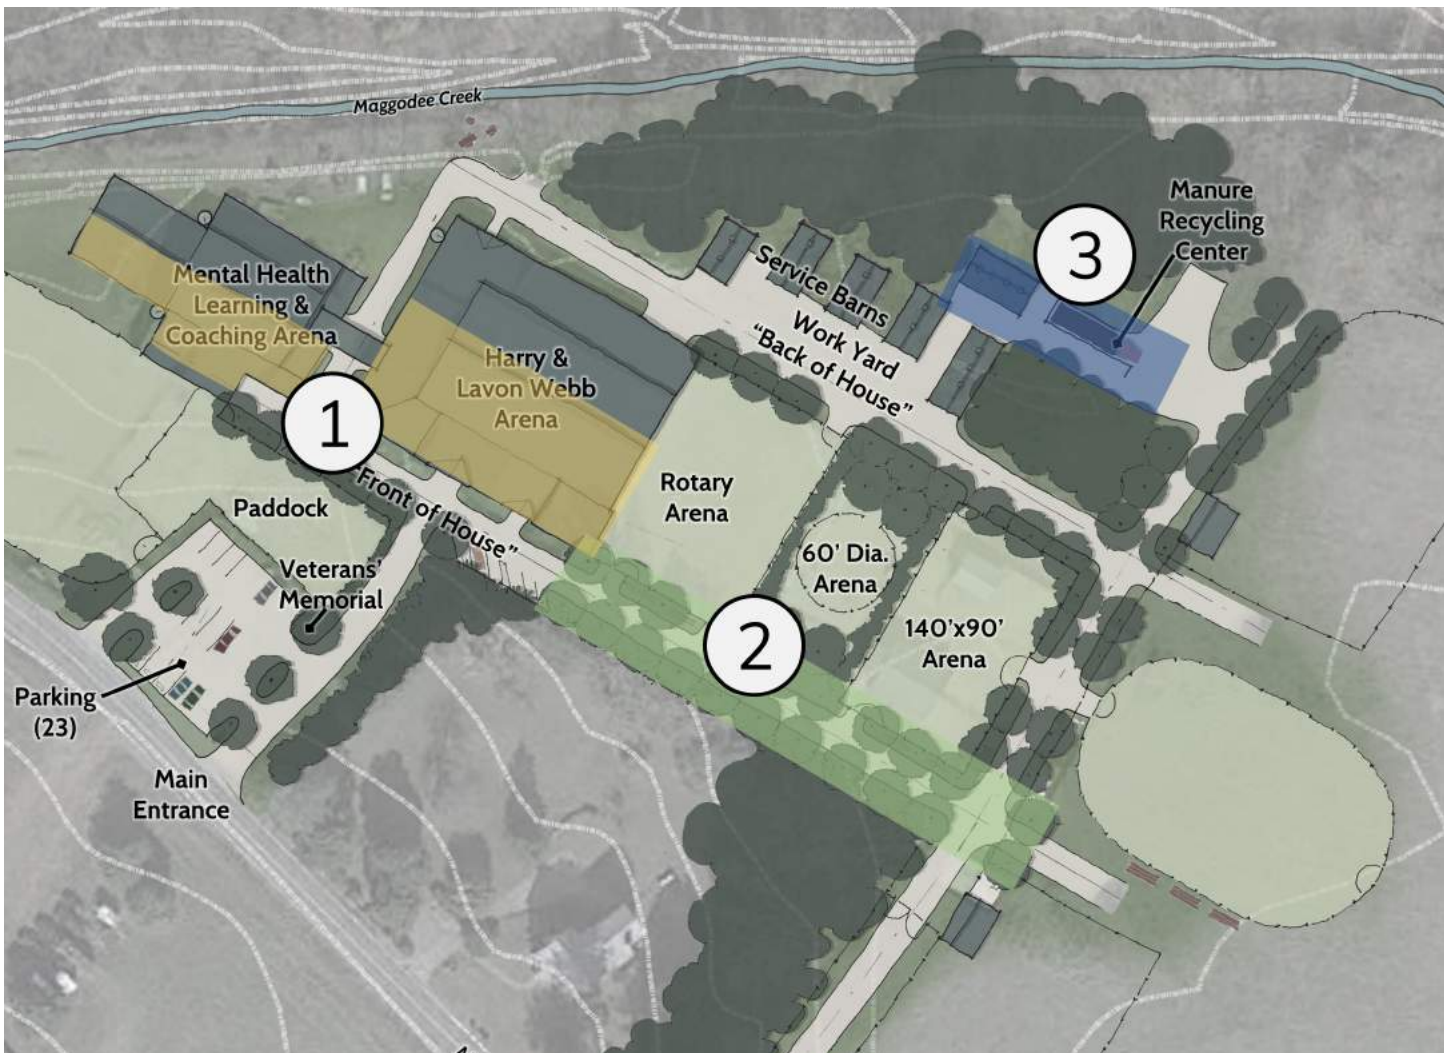 Maggodee Creek
Manure
Recycling
Center
3
Service Barns
Work Yard
“Back of House”
Mental Health
Learning &
Coaching Arena
Harry &
Lavon Webb
Arena
1
“Front of House”
Rotary
Arena
Paddock
60’ Dia.
Arena
Veterans’
Memorial
2
140’x90’
Arena
Parking
(23)
Main
Entrance